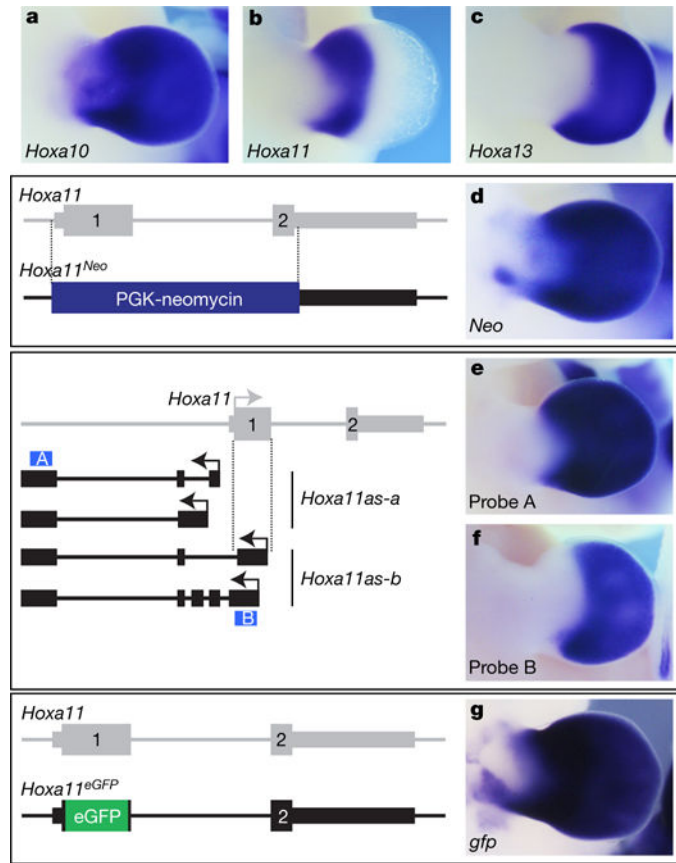 a
b
c
Hoxa10
Hoxa11
Hoxa13
Hoxa11
1
2
Hoxa11Neo
PGK-neomycin
d
Neo
Hoxa11
1
2
A
Hoxa11as-a
Hoxa11as-b
B
e
Probe A
f
Probe B
Hoxa11
1
2
Hoxa11eGFP
eGFP
2
g
gfp